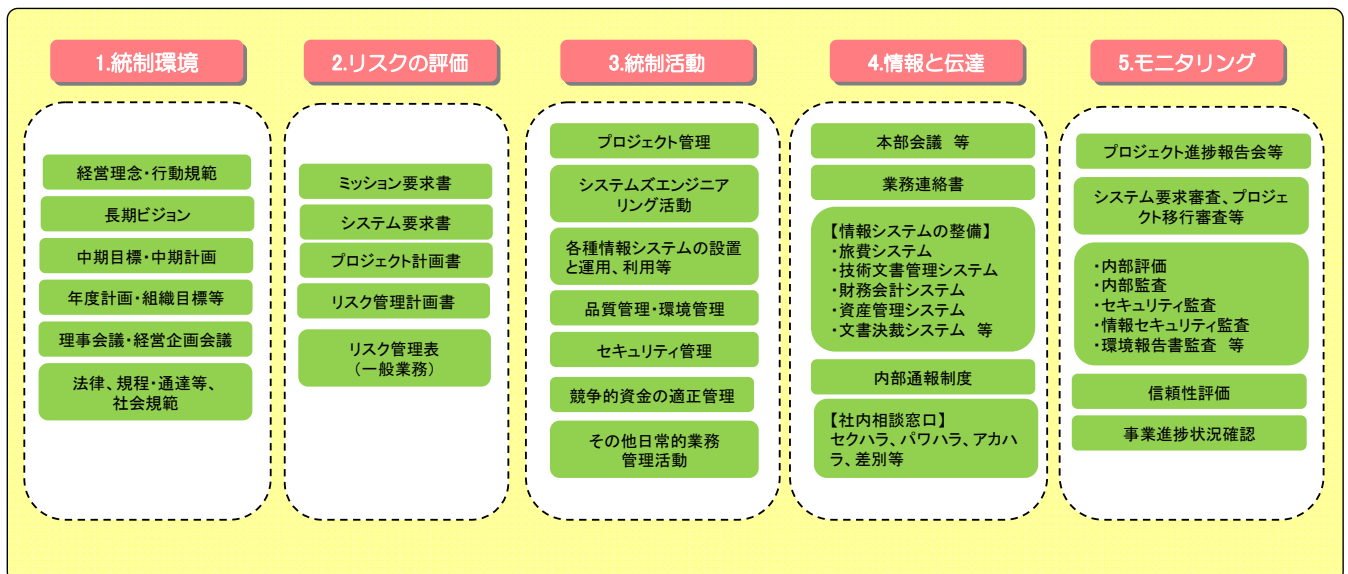 1.統制環境
経営理念・行動規範
長期ビジョン
中期目標・中期計画
年度計画・組織目標等
理事会議・経営企画会議
法律、規程・通達等、
社会規範
2.リスクの評価
ミッション要求書
システム要求書
プロジェクト計画書
リスク管理計画書
リスク管理表
（一般業務）
3.統制活動
プロジェクト管理
システムズエンジニア
リング活動
各種情報システムの設置
と運用、利用等
品質管理・環境管理
セキュリティ管理
競争的資金の適正管理
その他日常的業務
管理活動
4.情報と伝達
本部会議　等
業務連絡書
【情報システムの整備】
・旅費システム
・技術文書管理システム
・財務会計システム
・資産管理システム
・文書決裁システム　等
内部通報制度
【社内相談窓口】
セクハラ、パワハラ、アカハ
ラ、差別等
5.モニタリング
プロジェクト進捗報告会等
システム要求審査、プロジェ
クト移行審査等
・内部評価
・内部監査
・セキュリティ監査
・情報セキュリティ監査
・環境報告書監査　等
信頼性評価
事業進捗状況確認